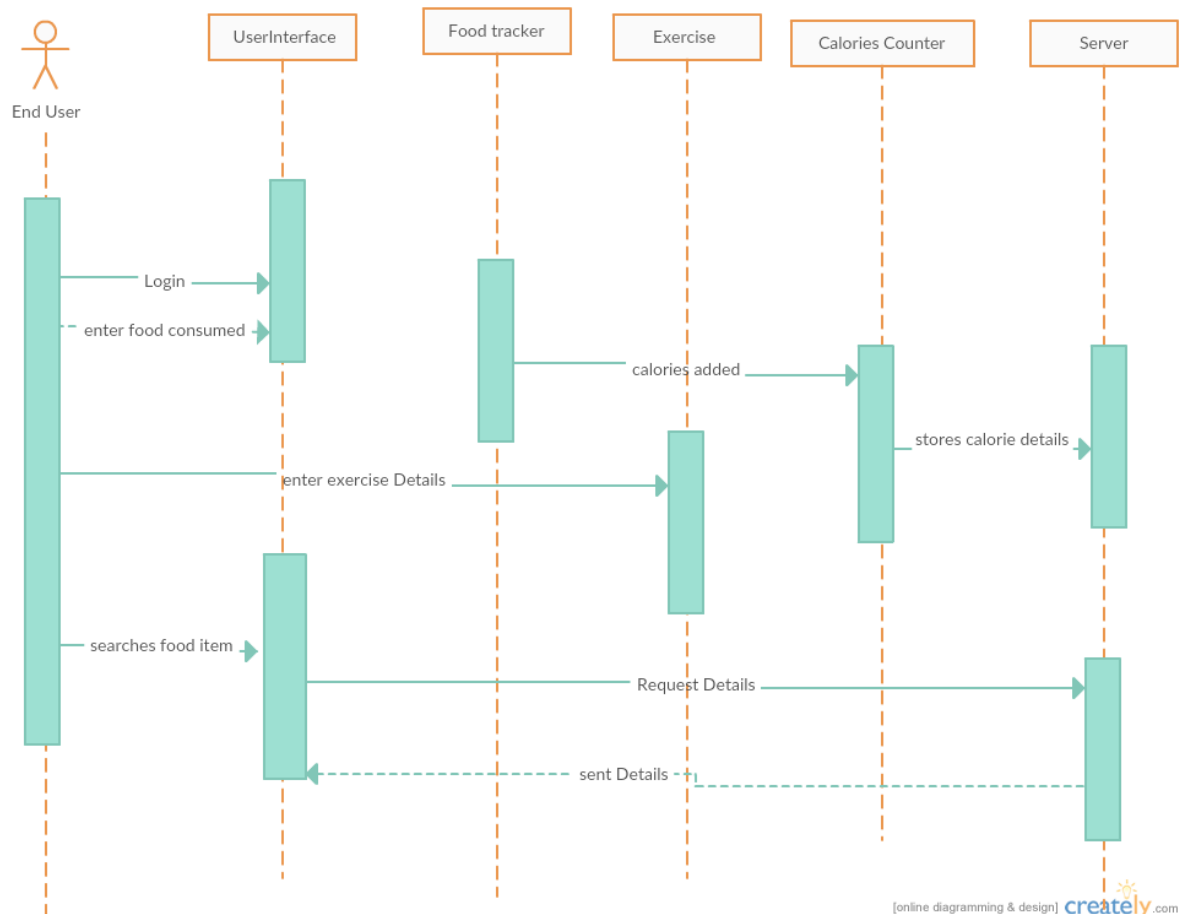 UserInterface
Food tracker
Exercise
Calories Counter
Server
End User
Login
enter food consumed
calories added
stores calorie details
enter exercise Details
searches food item
Request Details
sent Details
[online diagramming & design] creately.com